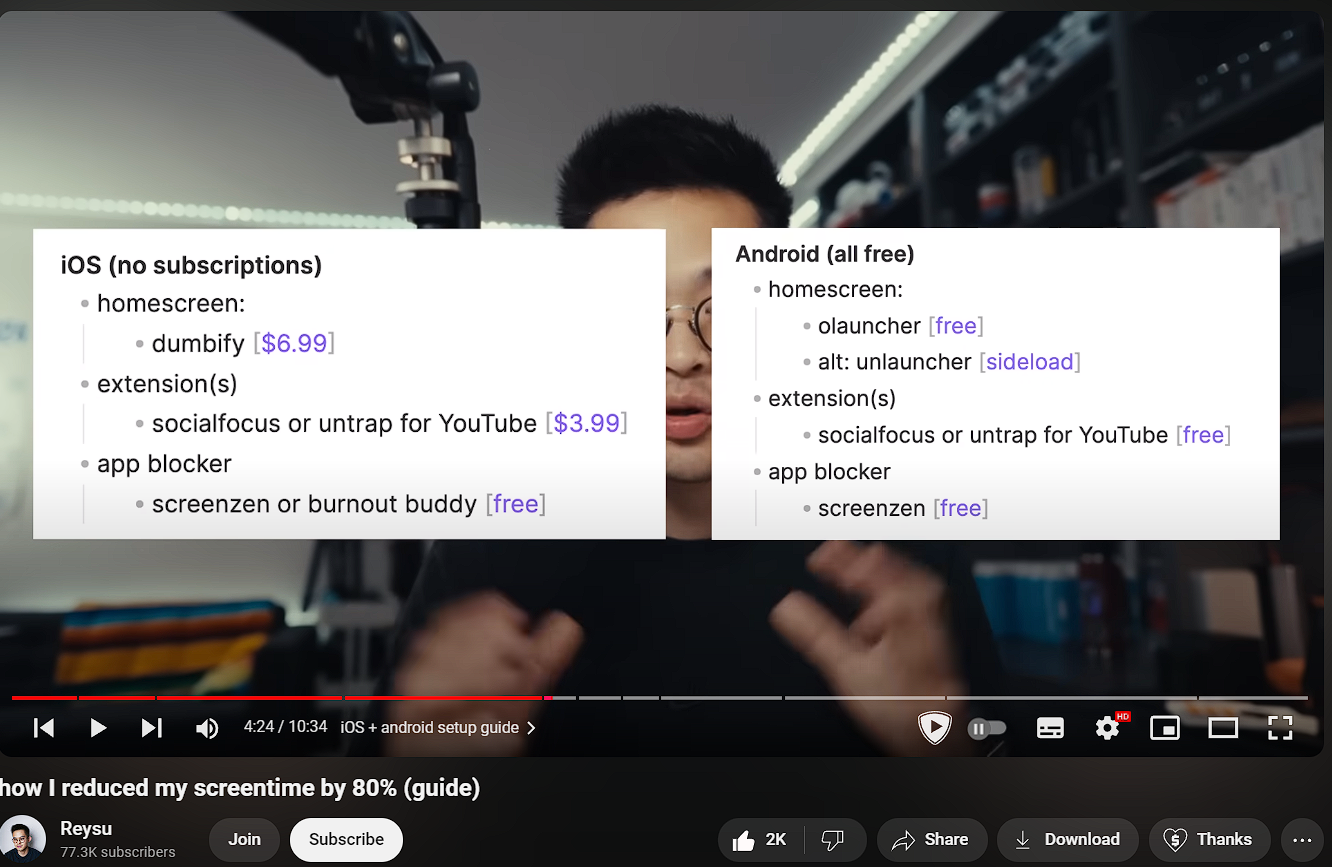 iOS (no subscriptions)
homescreen:
dumbify [$6.99]
extension(s)
socialfocus or untrap for YouTube [$3.99]
app blocker
screenzen or burnout buddy [free]
Android (all free)
homescreen:
olauncher [free]
alt: unlauncher [sideload]
extension(s)
socialfocus or untrap for YouTube [free]
app blocker
screenzen [free]
4:24 / 10:34 iOS + android setup guide
HD
how I reduced my screentime by 80% (guide)
Reysu
77.3K subscribers
Join
Subscribe
2K
Share
Download
Thanks